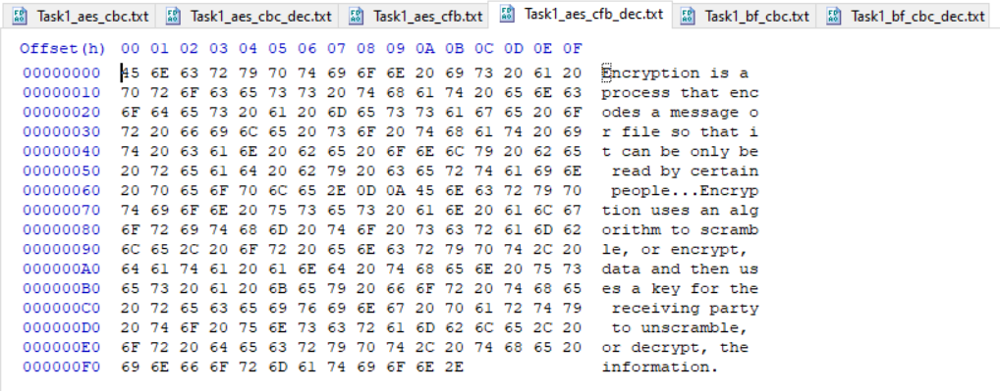 Task1_aes_cbc.txt Task1_aes_cbc_dec.txt Task1_aes_cfb.txt Task1_aes_cfb_dec.txt Task1_bf_cbc.txt Task1_bf_cbc_dec.txt
Offset(h) 00 01 02 03 04 05 06 07 08 09 0A 0B 0C 0D 0E 0F
00000000 45 6E 63 72 79 70 74 69 6F 6E 20 69 73 20 61 20 Encryption is a
00000010 70 72 6F 63 65 73 73 20 74 68 61 74 20 65 6E 63 process that enc
00000020 6F 64 65 73 20 61 20 6D 65 73 73 61 67 65 20 6F odes a message o
00000030 72 20 66 69 6C 65 20 73 6F 20 74 68 61 74 20 69 r file so that i
00000040 74 20 63 61 6E 20 62 65 20 6F 6E 6C 79 20 62 65 t can be only be
00000050 20 72 65 61 64 20 62 79 20 63 65 72 74 61 69 6E read by certain
00000060 20 70 65 6F 70 6C 65 2E 0D 0A 45 6E 63 72 79 70 people...Encryp
00000070 74 69 6F 6E 20 75 73 65 73 20 61 6E 20 61 6C 67 tion uses an alg
00000080 6F 72 69 74 68 6D 20 74 6F 20 73 63 72 61 6D 62 orithm to scramb
00000090 6C 65 2C 20 6F 72 20 65 6E 63 72 79 70 74 2C 20 le, or encrypt,
000000A0 64 61 74 61 20 61 6E 64 20 74 68 65 6E 20 75 73 data and then us
000000B0 65 73 20 61 20 6B 65 79 20 66 6F 72 20 74 68 65 es a key for the
000000C0 20 72 65 63 65 69 76 69 6E 67 20 70 61 72 74 79 receiving party
000000D0 20 74 6F 20 75 6E 73 63 72 61 6D 62 6C 65 2C 20 to unscramble,
000000E0 6F 72 20 64 65 63 72 79 70 74 2C 20 74 68 65 20 or decrypt, the
000000F0 69 6E 66 6F 72 6D 61 74 69 6F 6E 2E information.